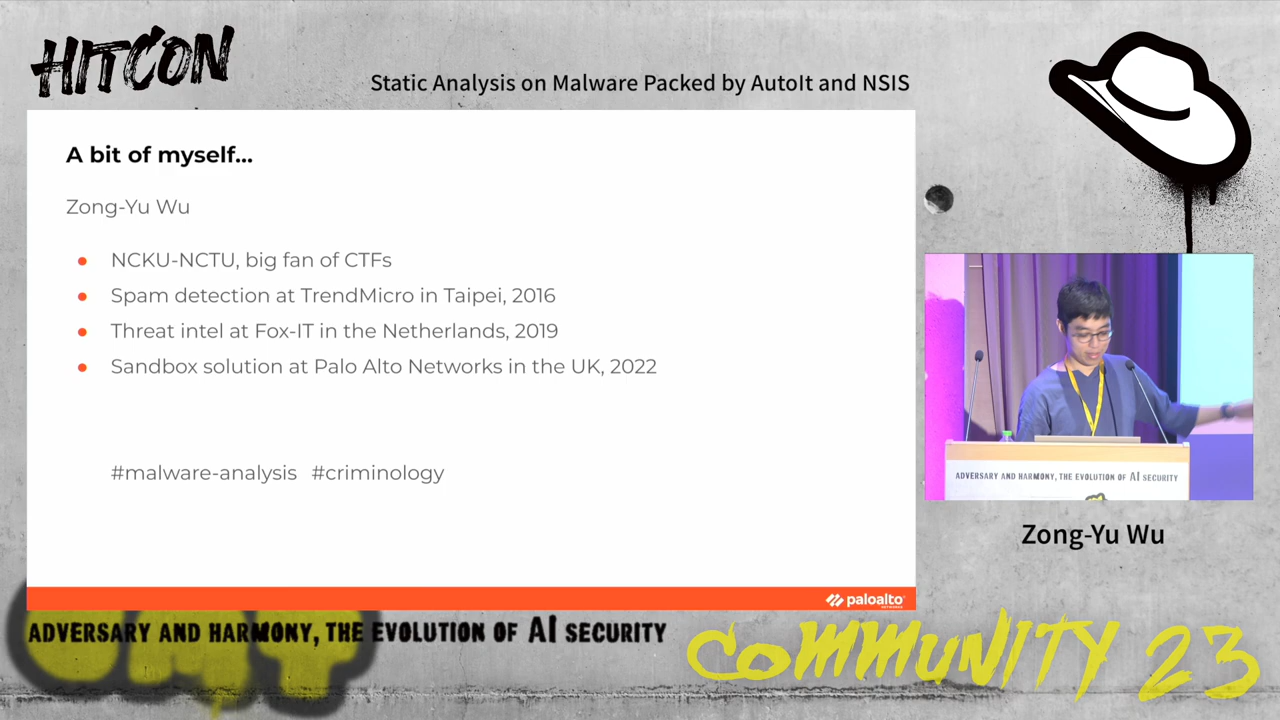 HITCON
Static Analysis on Malware Packed by AutoIt and NSIS
A bit of myself...
Zong-Yu Wu
NCKU-NCTU, big fan of CTFs
Spam detection at TrendMicro in Taipei, 2016
Threat intel at Fox-IT in the Netherlands, 2019
Sandbox solution at Palo Alto Networks in the UK, 2022
#malware-analysis #criminology
paloalto
NETWORKS
ADVERSARY AND HARMONY, THE EVOLUTION OF AI SECURITY
Zong-Yu Wu
ADVERSARY AND HARMONY, THE EVOLUTION OF AI SECURITY
COMMUNITY 23